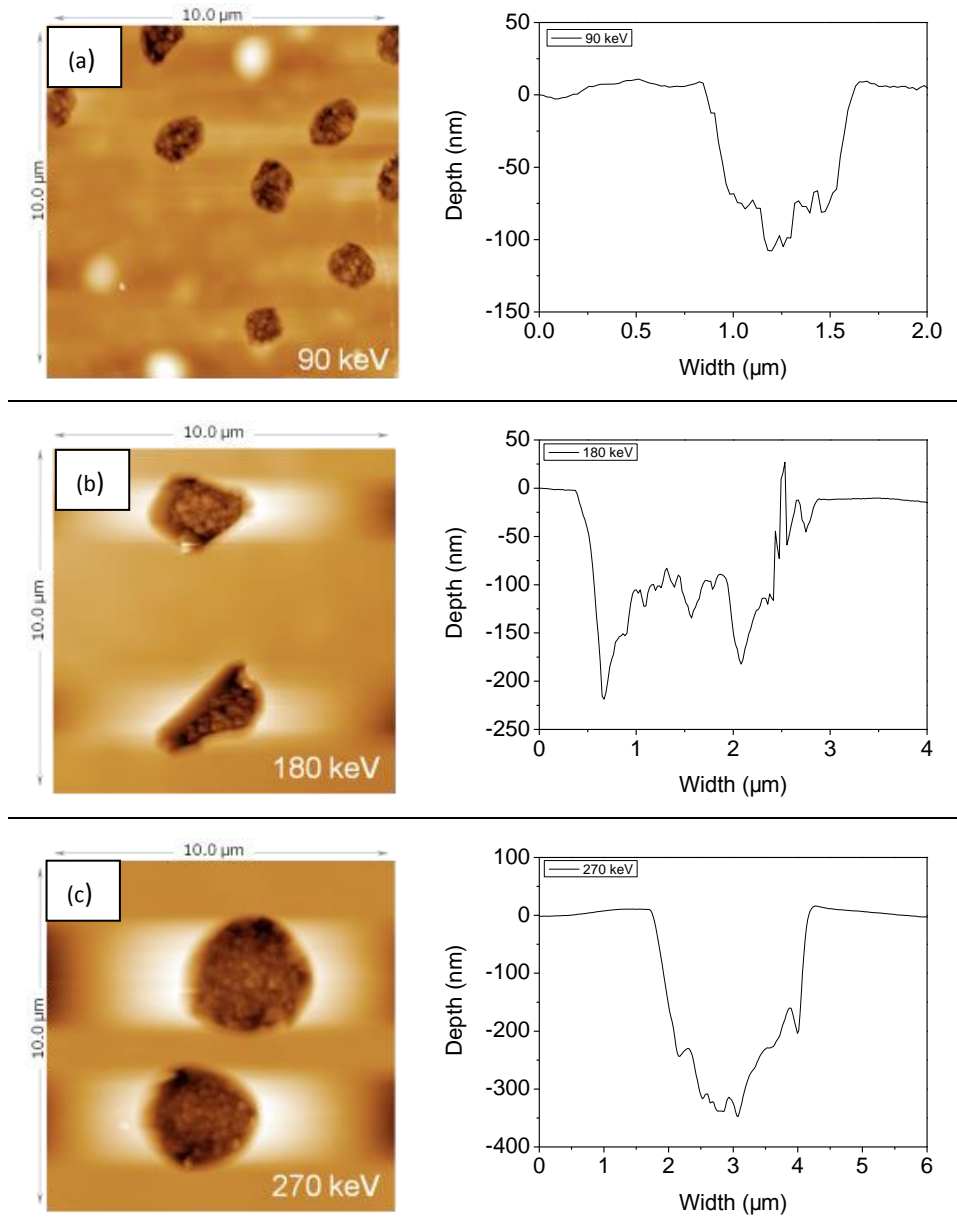 10.0 µm
10.0 µm
(a)
90 keV
90 keV
50
0
-50
-100
-150
Depth (nm)
0.0 0.5 1.0 1.5 2.0
Width (µm)
10.0 µm
10.0 µm
(b)
180 keV
180 keV
50
0
-50
-100
-150
-200
-250
Depth (nm)
0 1 2 3 4
Width (µm)
10.0 µm
10.0 µm
(c)
270 keV
270 keV
100
0
-100
-200
-300
-400
Depth (nm)
0 1 2 3 4 5 6
Width (µm)